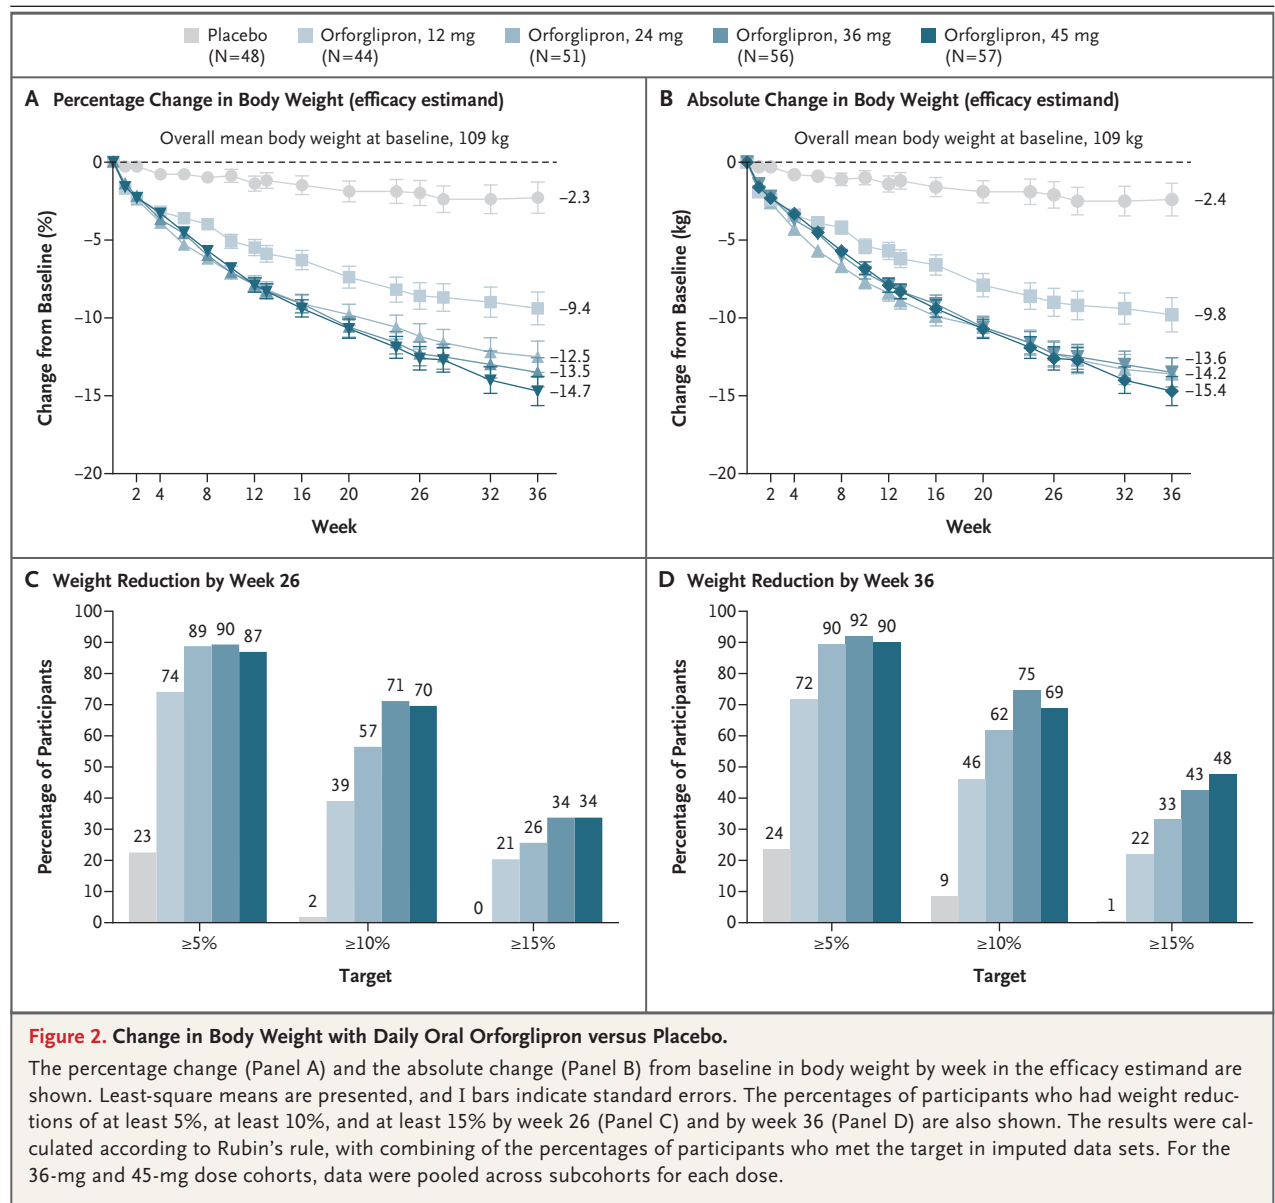 Placebo (N=48)
Orforglipron, 12 mg (N=44)
Orforglipron, 24 mg (N=51)
Orforglipron, 36 mg (N=56)
Orforglipron, 45 mg (N=57)
A Percentage Change in Body Weight (efficacy estimand)
Overall mean body weight at baseline, 109 kg
Change from Baseline (%)
0
−5
−10
−15
−20
−2.3
−9.4
−12.5
−13.5
−14.7
2 4 8 12 16 20 26 32 36
Week
B Absolute Change in Body Weight (efficacy estimand)
Overall mean body weight at baseline, 109 kg
Change from Baseline (kg)
0
−5
−10
−15
−20
−2.4
−9.8
−13.6
−14.2
−15.4
2 4 8 12 16 20 26 32 36
Week
C Weight Reduction by Week 26
Percentage of Participants
100
90
80
70
60
50
40
30
20
10
0
23 74 89 90 87
2 39 57 71 70
0 21 26 34 34
≥5% ≥10% ≥15%
Target
D Weight Reduction by Week 36
Percentage of Participants
100
90
80
70
60
50
40
30
20
10
0
24 72 90 92 90
9 46 62 75 69
1 22 33 43 48
≥5% ≥10% ≥15%
Target
Figure 2. Change in Body Weight with Daily Oral Orforglipron versus Placebo.
The percentage change (Panel A) and the absolute change (Panel B) from baseline in body weight by week in the efficacy estimand are
shown. Least-square means are presented, and I bars indicate standard errors. The percentages of participants who had weight reduc-
tions of at least 5%, at least 10%, and at least 15% by week 26 (Panel C) and by week 36 (Panel D) are also shown. The results were cal-
culated according to Rubin's rule, with combining of the percentages of participants who met the target in imputed data sets. For the
36-mg and 45-mg dose cohorts, data were pooled across subcohorts for each dose.